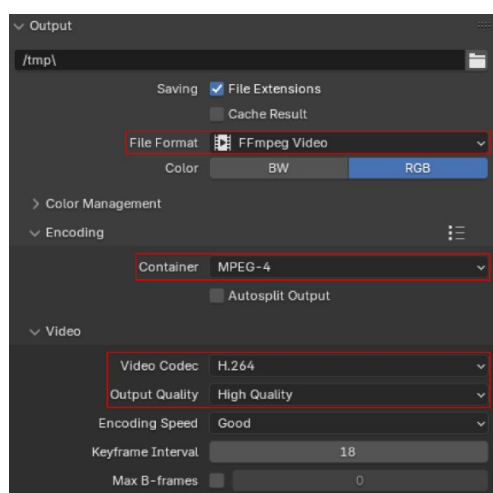 Output
/tmp\
Saving File Extensions
Cache Result
File Format FFmpeg Video
Color BW RGB
Color Management
Encoding
Container MPEG-4
Autosplit Output
Video
Video Codec H.264
Output Quality High Quality
Encoding Speed Good
Keyframe Interval 18
Max B-frames 0